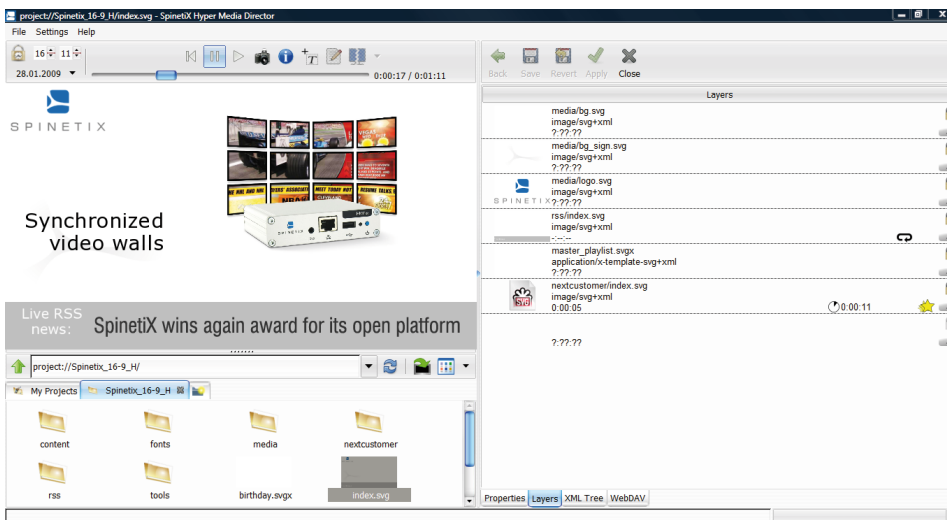 project://Spinetix_16-9_H/index.svg - SpinetiX Hyper Media Director
File Settings Help
16 11
28.01.2009
0:00:17 / 0:01:11
SPINETIX
Synchronized
video walls
Live RSS
news:
SpinetiX wins again award for its open platform
project://Spinetix_16-9_H/
My Projects
Spinetix_16-9_H
content
fonts
media
nextcustomer
rss
tools
birthday.svgx
index.svg
Back Save Revert Apply Close
Layers
media/bg.svg
image/svg+xml
?:??:??
media/bg_sign.svg
image/svg+xml
?:??:??
SPINETIX
media/logo.svg
image/svg+xml
?:??:??
rss/index.svg
image/svg+xml
-:--:--
master_playlist.svgx
application/x-template-svg+xml
?:??:??
SVG
nextcustomer/index.svg
image/svg+xml
0:00:05
0:00:11
?:??:??
Properties Layers XML Tree WebDAV